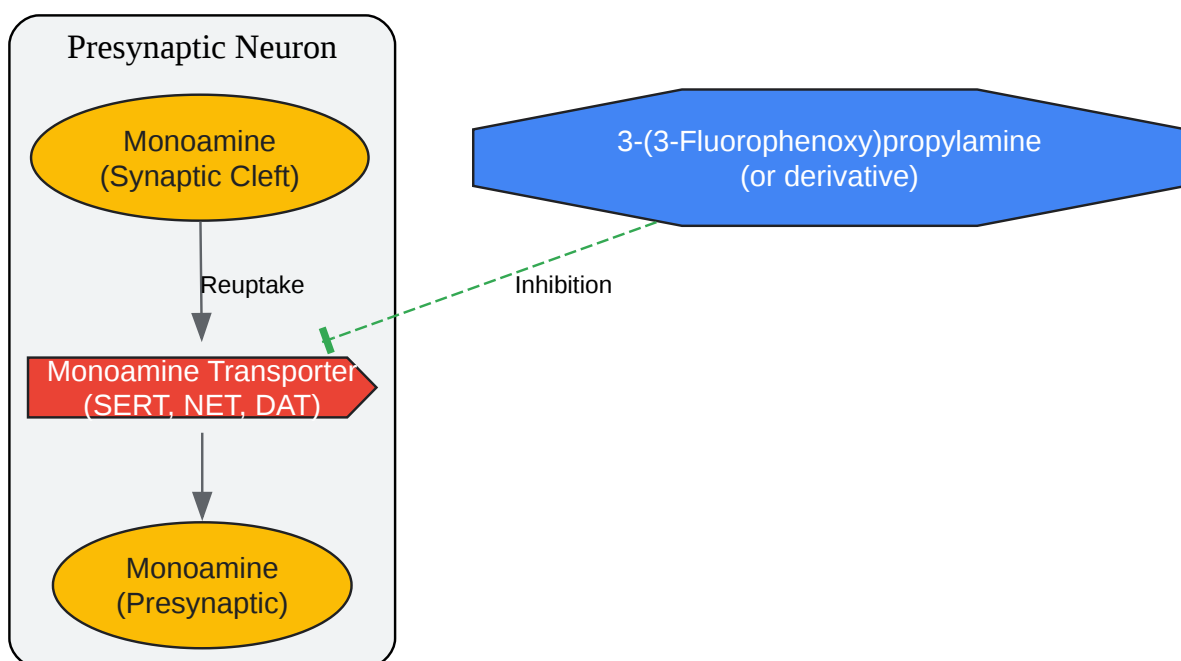 Presynaptic Neuron
Monoamine
(Synaptic Cleft)
3-(3-Fluorophenoxy)propylamine
(or derivative)
Reuptake
Inhibition
Monoamine Transporter
(SERT, NET, DAT)
Monoamine
(Presynaptic)